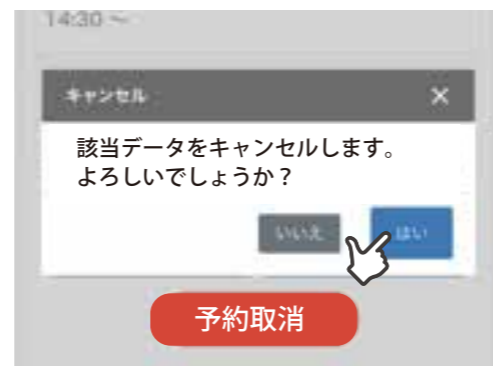 14:30 ～
キャンセル
該当データをキャンセルします。
よろしいでしょうか？
いいえ
はい
予約取消